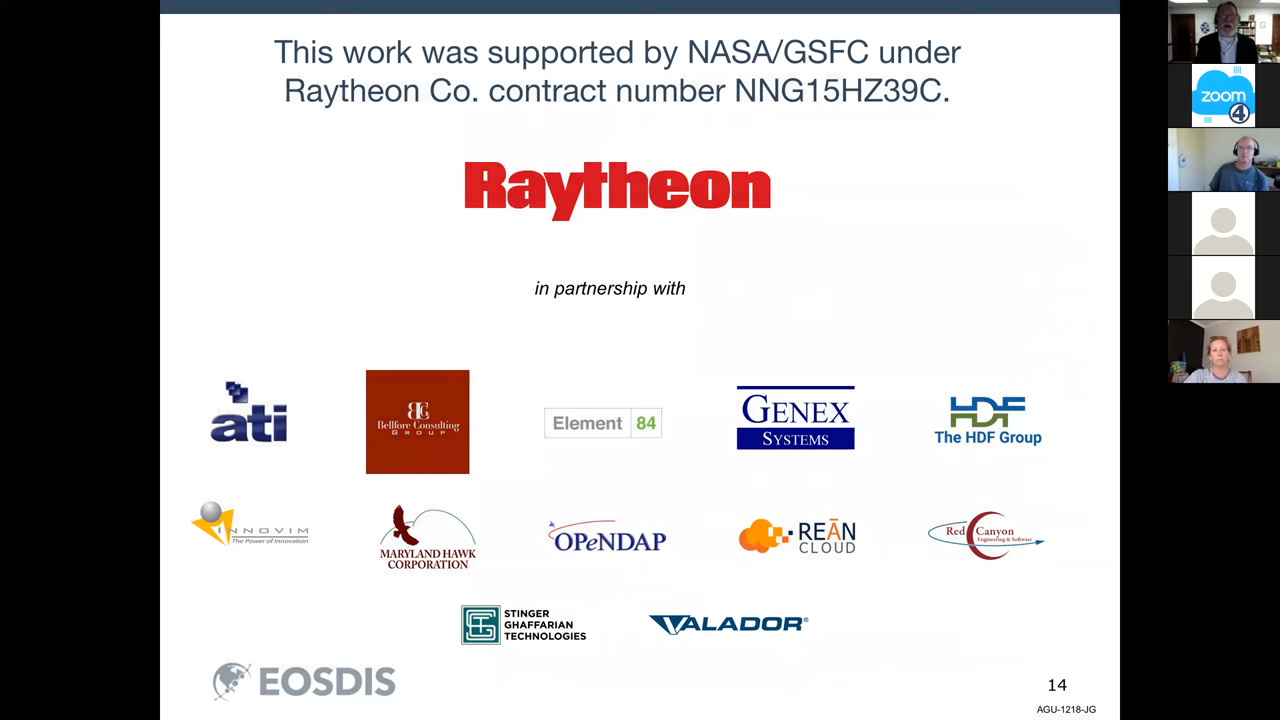 This work was supported by NASA/GSFC under
Raytheon Co. contract number NNG15HZ39C.
Raytheon
in partnership with
ati
BCG
Bellfore Consulting
GROUP
Element 84
GENEX
SYSTEMS
HDF
The HDF Group
INNOVIM
The Power of Innovation
MARYLAND HAWK
CORPORATION
OPeNDAP
REĀN
CLOUD
Red Canyon
Engineering & Software
STINGER
GHAFFARIAN
TECHNOLOGIES
VALADOR®
EOSDIS
14
AGU-1218-JG
zoom
4